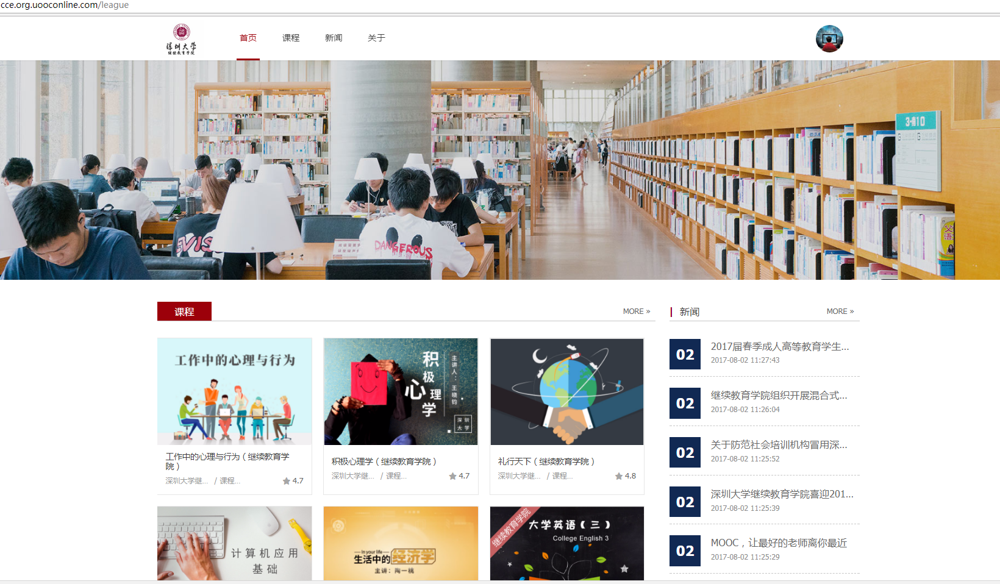 cce.org.uooconline.com/league
深圳大学
继续教育学院
首页
课程
新闻
关于
3-010
G
G
EVIS
DANGEROUS
课程
MORE »
新闻
MORE »
工作中的心理与行为
积极心理学
主讲人：王晓钧
深圳大学
工作中的心理与行为（继续教育学院）
深圳大学继... / 课程...
4.7
积极心理学（继续教育学院）
深圳大学继... / 课程...
4.7
礼行天下（继续教育学院）
深圳大学继... / 课程...
4.8
计算机应用
基础
In your life
生活中的经济学
主讲：陶一桃
继续教育学院
大学英语（三）
College English 3
02
2017届春季成人高等教育学生...
2017-08-02 11:27:43
02
继续教育学院组织开展混合式...
2017-08-02 11:26:04
02
关于防范社会培训机构冒用深...
2017-08-02 11:25:52
02
深圳大学继续教育学院喜迎201...
2017-08-02 11:25:39
02
MOOC，让最好的老师离你最近
2017-08-02 11:25:29